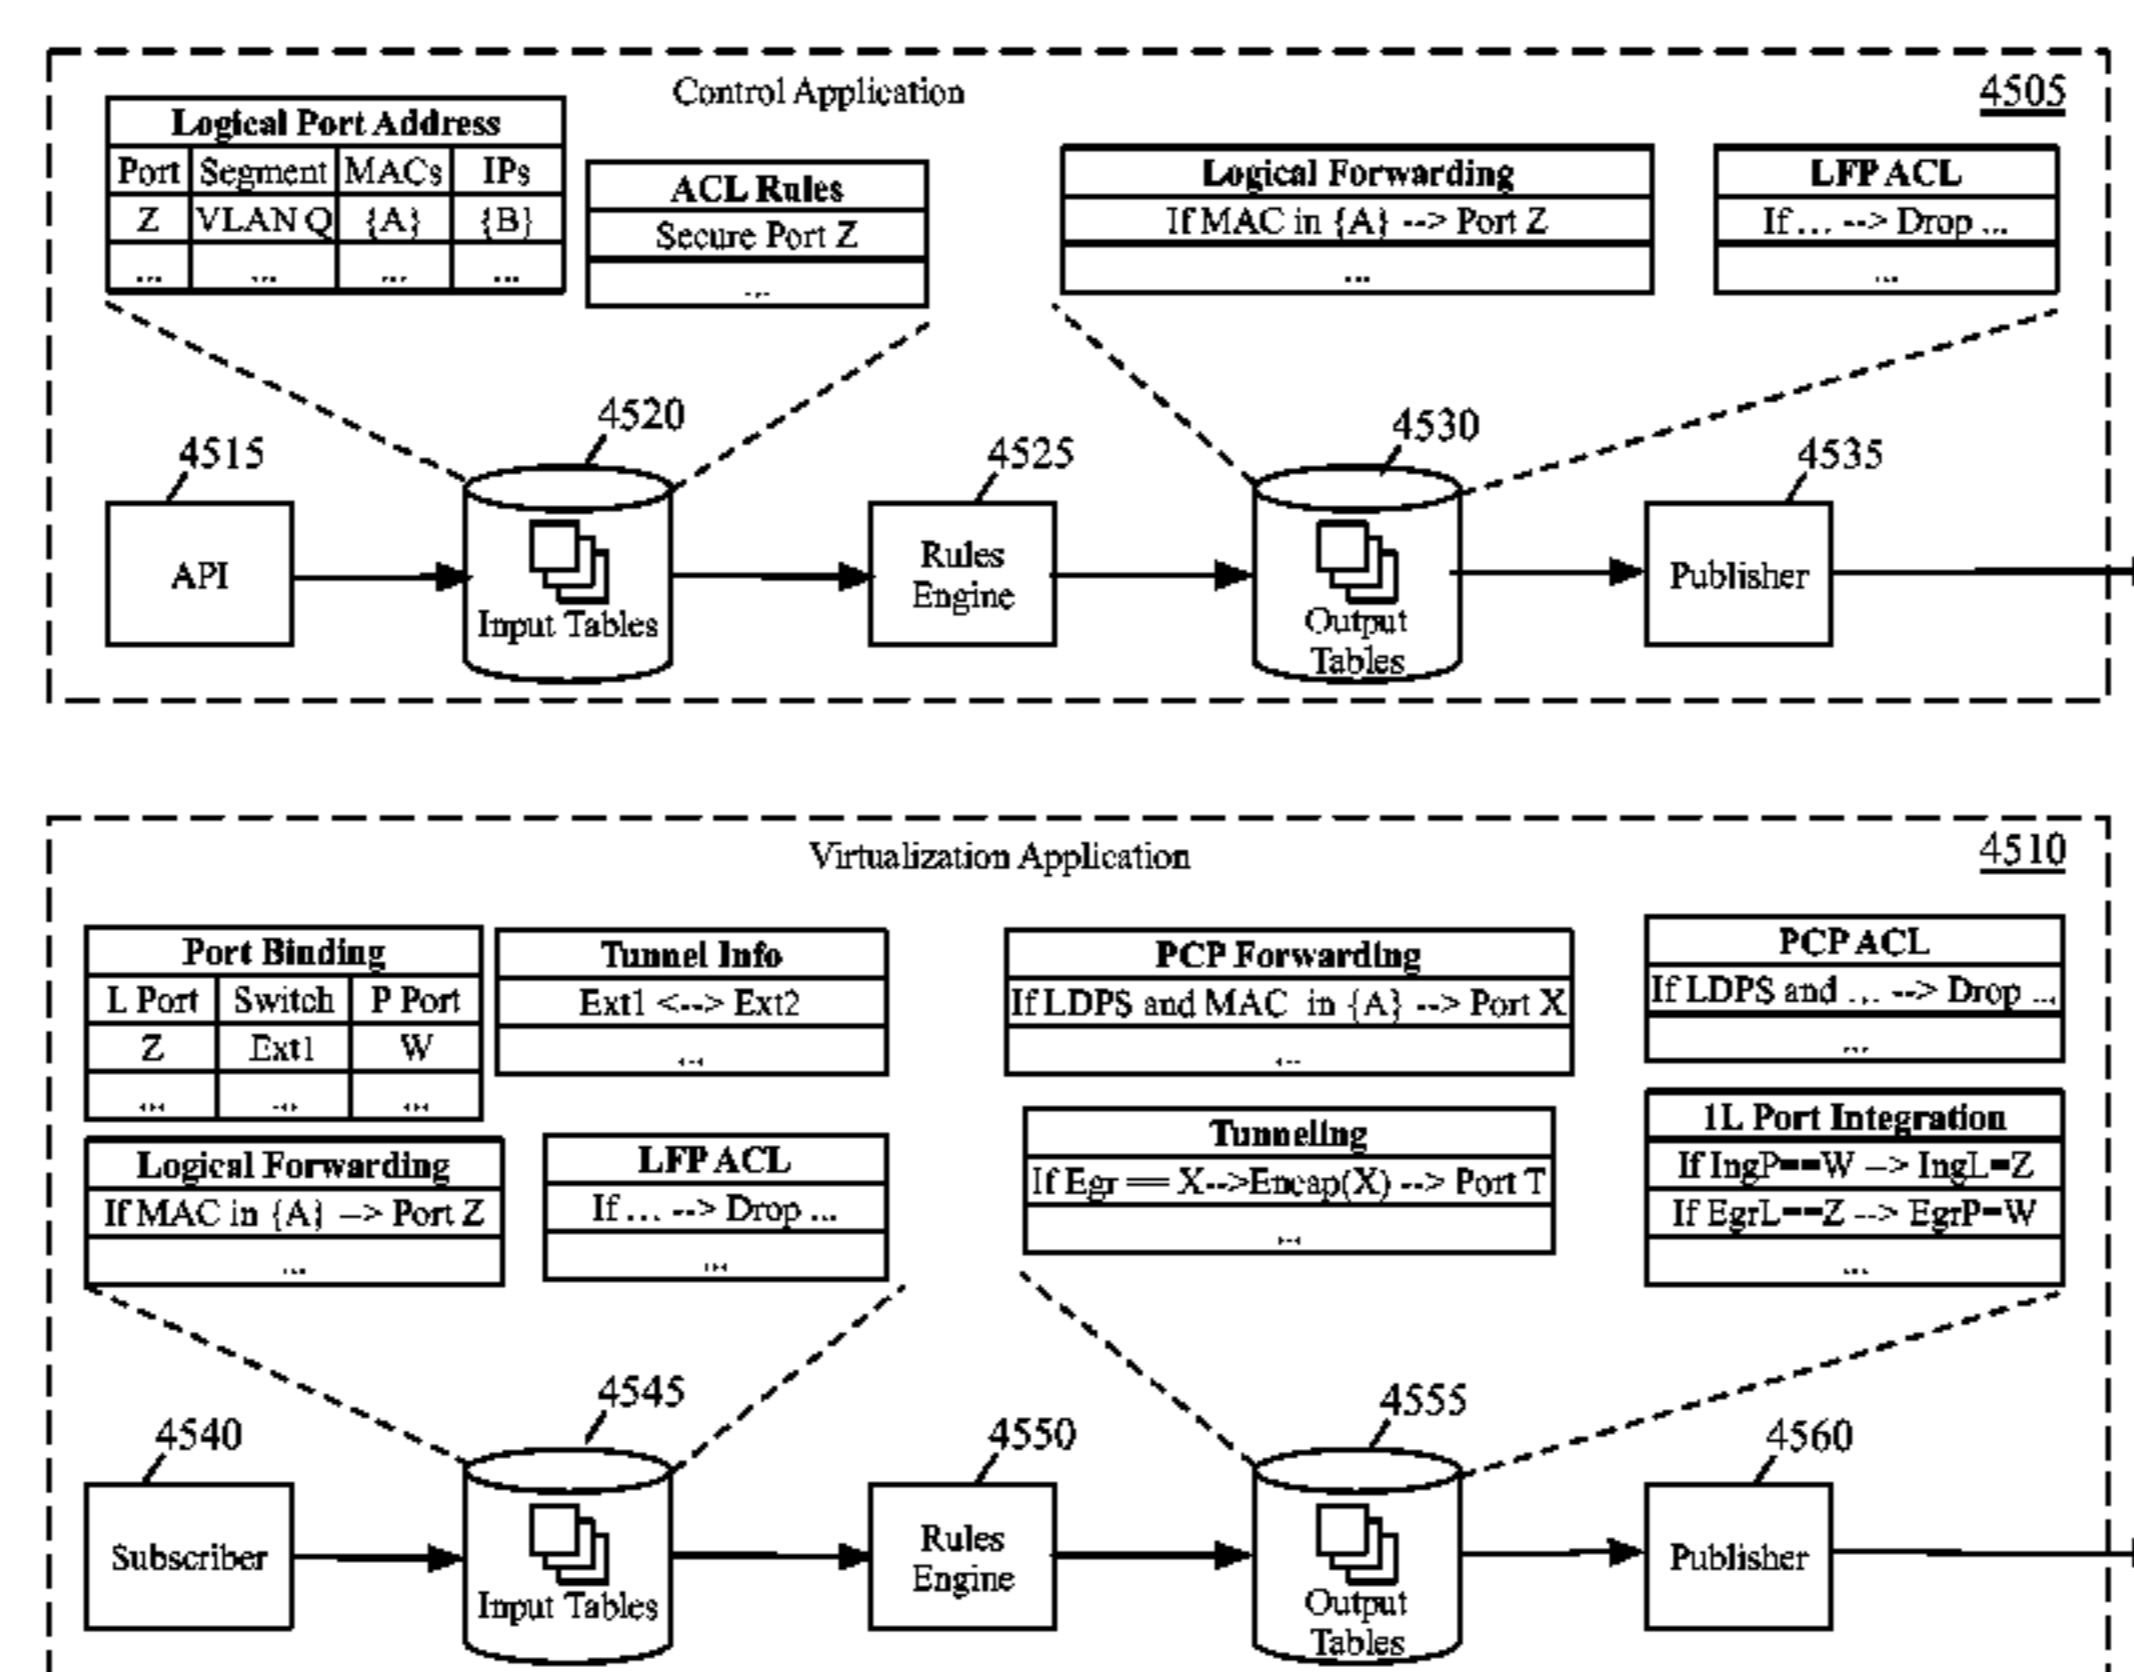 Control Application
4505
Logical Port Address
Port Segment MACs IPs
Z VLAN Q {A} {B}
... ... ... ...
ACL Rules
Secure Port Z
...
Logical Forwarding
If MAC in {A} --> Port Z
...
LFP ACL
If ... --> Drop ...
...
4515
4520
4525
4530
4535
API
Input Tables
Rules
Engine
Output
Tables
Publisher
Virtualization Application
4510
Port Binding
L Port Switch P Port
Z Ext1 W
... ... ...
Tunnel Info
Ext1 <--> Ext2
...
PCP Forwarding
If LDPS and MAC in {A} --> Port X
...
PCP ACL
If LDPS and ... --> Drop ...
...
Logical Forwarding
If MAC in {A} --> Port Z
...
LFP ACL
If ... --> Drop ...
...
Tunneling
If Egr == X-->Encap(X) --> Port T
...
1L Port Integration
If IngP==W --> IngL=Z
If EgrL==Z --> EgrP=W
...
4540
4545
4550
4555
4560
Subscriber
Input Tables
Rules
Engine
Output
Tables
Publisher